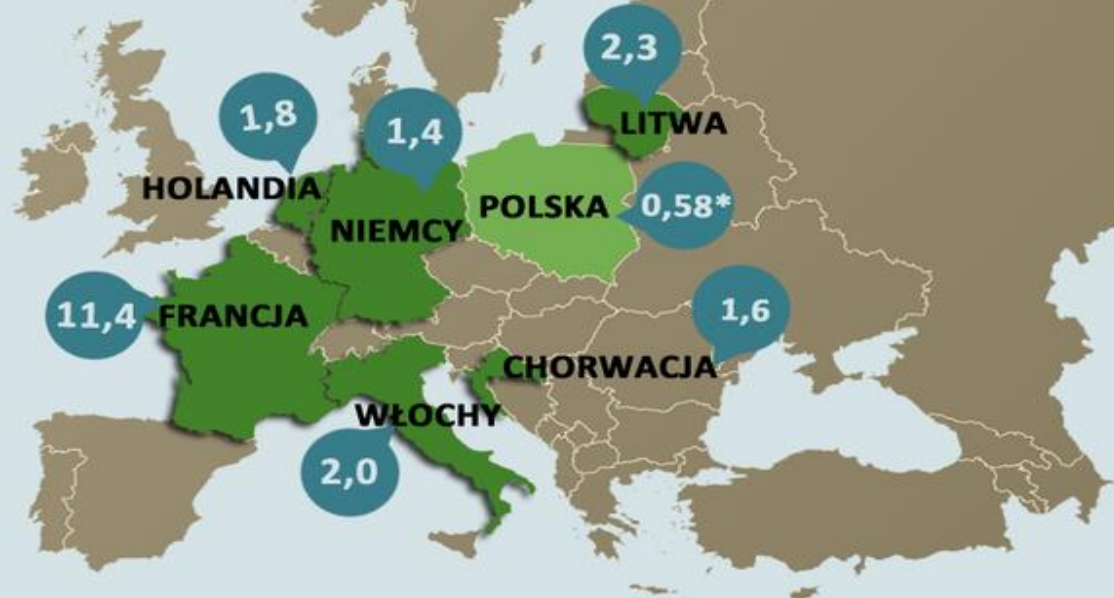 2,3
LITWA
1,8
HOLANDIA
1,4
NIEMCY
POLSKA
0,58*
11,4
FRANCJA
1,6
CHORWACJA
WŁOCHY
2,0